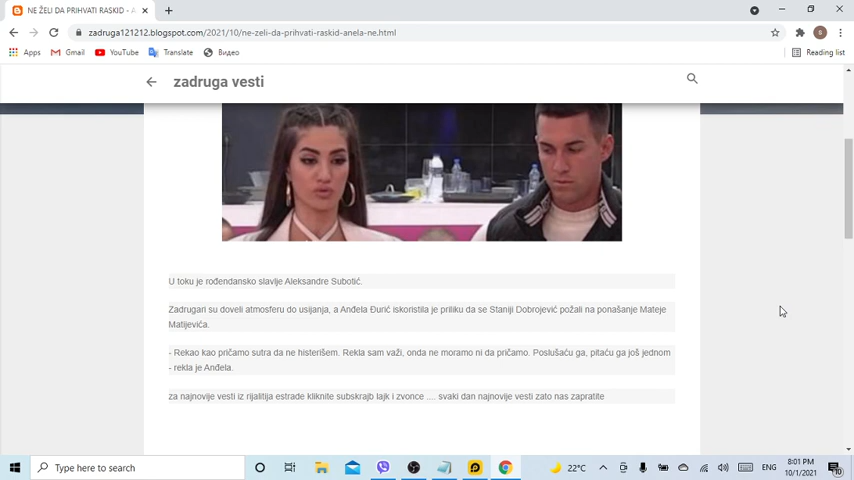 NE ŽELI DA PRIHVATI RASKID - A
zadruga121212.blogspot.com/2021/10/ne-zeli-da-prihvati-raskid-anela-ne.html
Apps Gmail YouTube Translate Видео Reading list
zadruga vesti
U toku je rođendansko slavlje Aleksandre Subotić.
Zadrugari su doveli atmosferu do usijanja, a Anđela Đurić iskoristila je priliku da se Staniji Dobrojević požali na ponašanje Mateje
Matijevića.
- Rekao kao pričamo sutra da ne histerišem. Rekla sam važi, onda ne moramo ni da pričamo. Poslušaću ga, pitaću ga još jednom
- rekla je Anđela.
za najnovije vesti iz rijalitija estrade kliknite subskrajb lajk i zvonce .... svaki dan najnovije vesti zato nas zapratite
Type here to search 22°C ENG 8:01 PM
10/1/2021